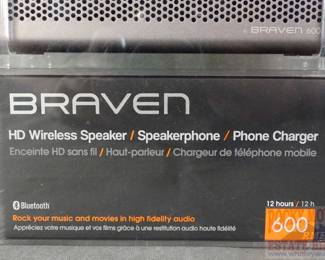 BRAVEN 600
BRAVEN
HD Wireless Speaker / Speakerphone / Phone Charger
Enceinte HD sans fil / Haut-parleur / Chargeur de téléphone mobile
Bluetooth
12 hours / 12 h
Rock your music and movies in high fidelity audio
600
Appréciez votre musique et vos films grâce à une restitution audio haute fidélité